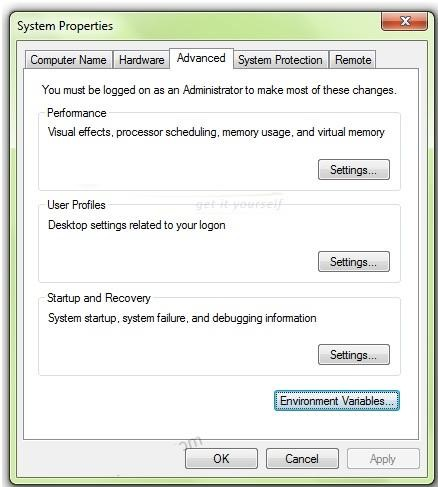 System Properties
Computer Name Hardware Advanced System Protection Remote
You must be logged on as an Administrator to make most of these changes.
Performance
Visual effects, processor scheduling, memory usage, and virtual memory
Settings...
get it yourself
User Profiles
Desktop settings related to your logon
Settings...
Startup and Recovery
System startup, system failure, and debugging information
Settings...
Environment Variables...
OK Cancel Apply